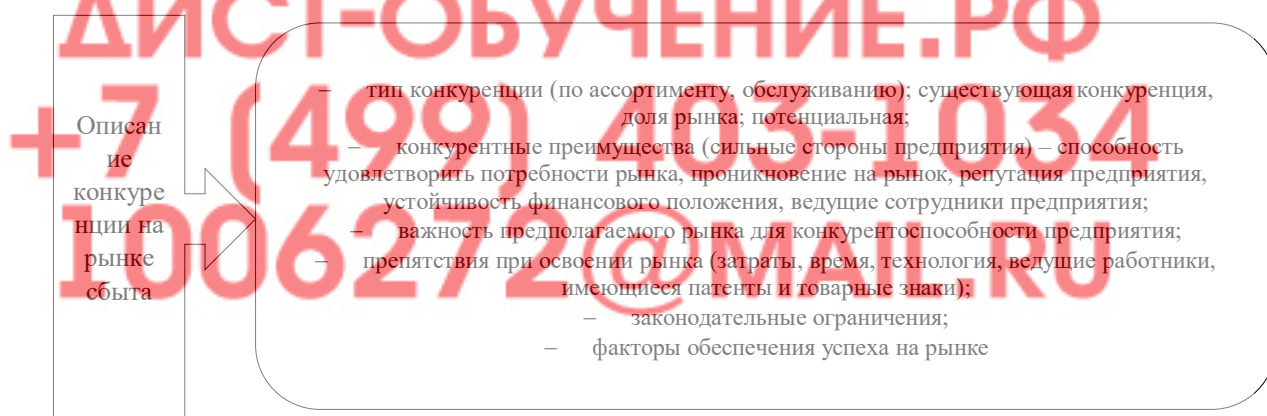 ДИСТ-ОБУЧЕНИЕ.РФ
+7 (499) 403-1034
1006272@MAIL.RU
Описан
ие
конкуре
нции на
рынке
сбыта
– тип конкуренции (по ассортименту, обслуживанию); существующая конкуренция,
доля рынка; потенциальная;
– конкурентные преимущества (сильные стороны предприятия) – способность
удовлетворить потребности рынка, проникновение на рынок, репутация предприятия,
устойчивость финансового положения, ведущие сотрудники предприятия;
– важность предполагаемого рынка для конкурентоспособности предприятия;
– препятствия при освоении рынка (затраты, время, технология, ведущие работники,
имеющиеся патенты и товарные знаки);
– законодательные ограничения;
– факторы обеспечения успеха на рынке